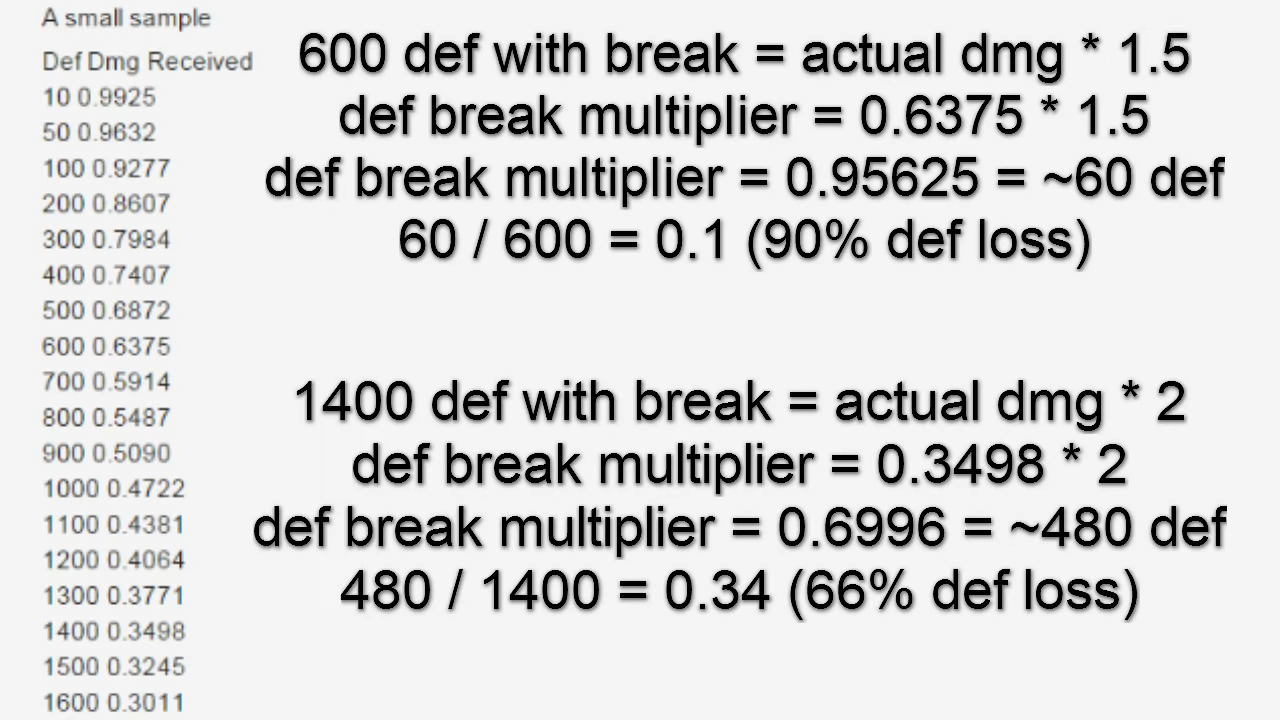 A small sample
Def Dmg Received
10 0.9925
50 0.9632
100 0.9277
200 0.8607
300 0.7984
400 0.7407
500 0.6872
600 0.6375
700 0.5914
800 0.5487
900 0.5090
1000 0.4722
1100 0.4381
1200 0.4064
1300 0.3771
1400 0.3498
1500 0.3245
1600 0.3011
600 def with break = actual dmg * 1.5
def break multiplier = 0.6375 * 1.5
def break multiplier = 0.95625 = ~60 def
60 / 600 = 0.1 (90% def loss)
1400 def with break = actual dmg * 2
def break multiplier = 0.3498 * 2
def break multiplier = 0.6996 = ~480 def
480 / 1400 = 0.34 (66% def loss)